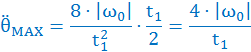 θ̈_MAX = (8 · |ω₀|) / t₁² · t₁ / 2 = (4 · |ω₀|) / t₁